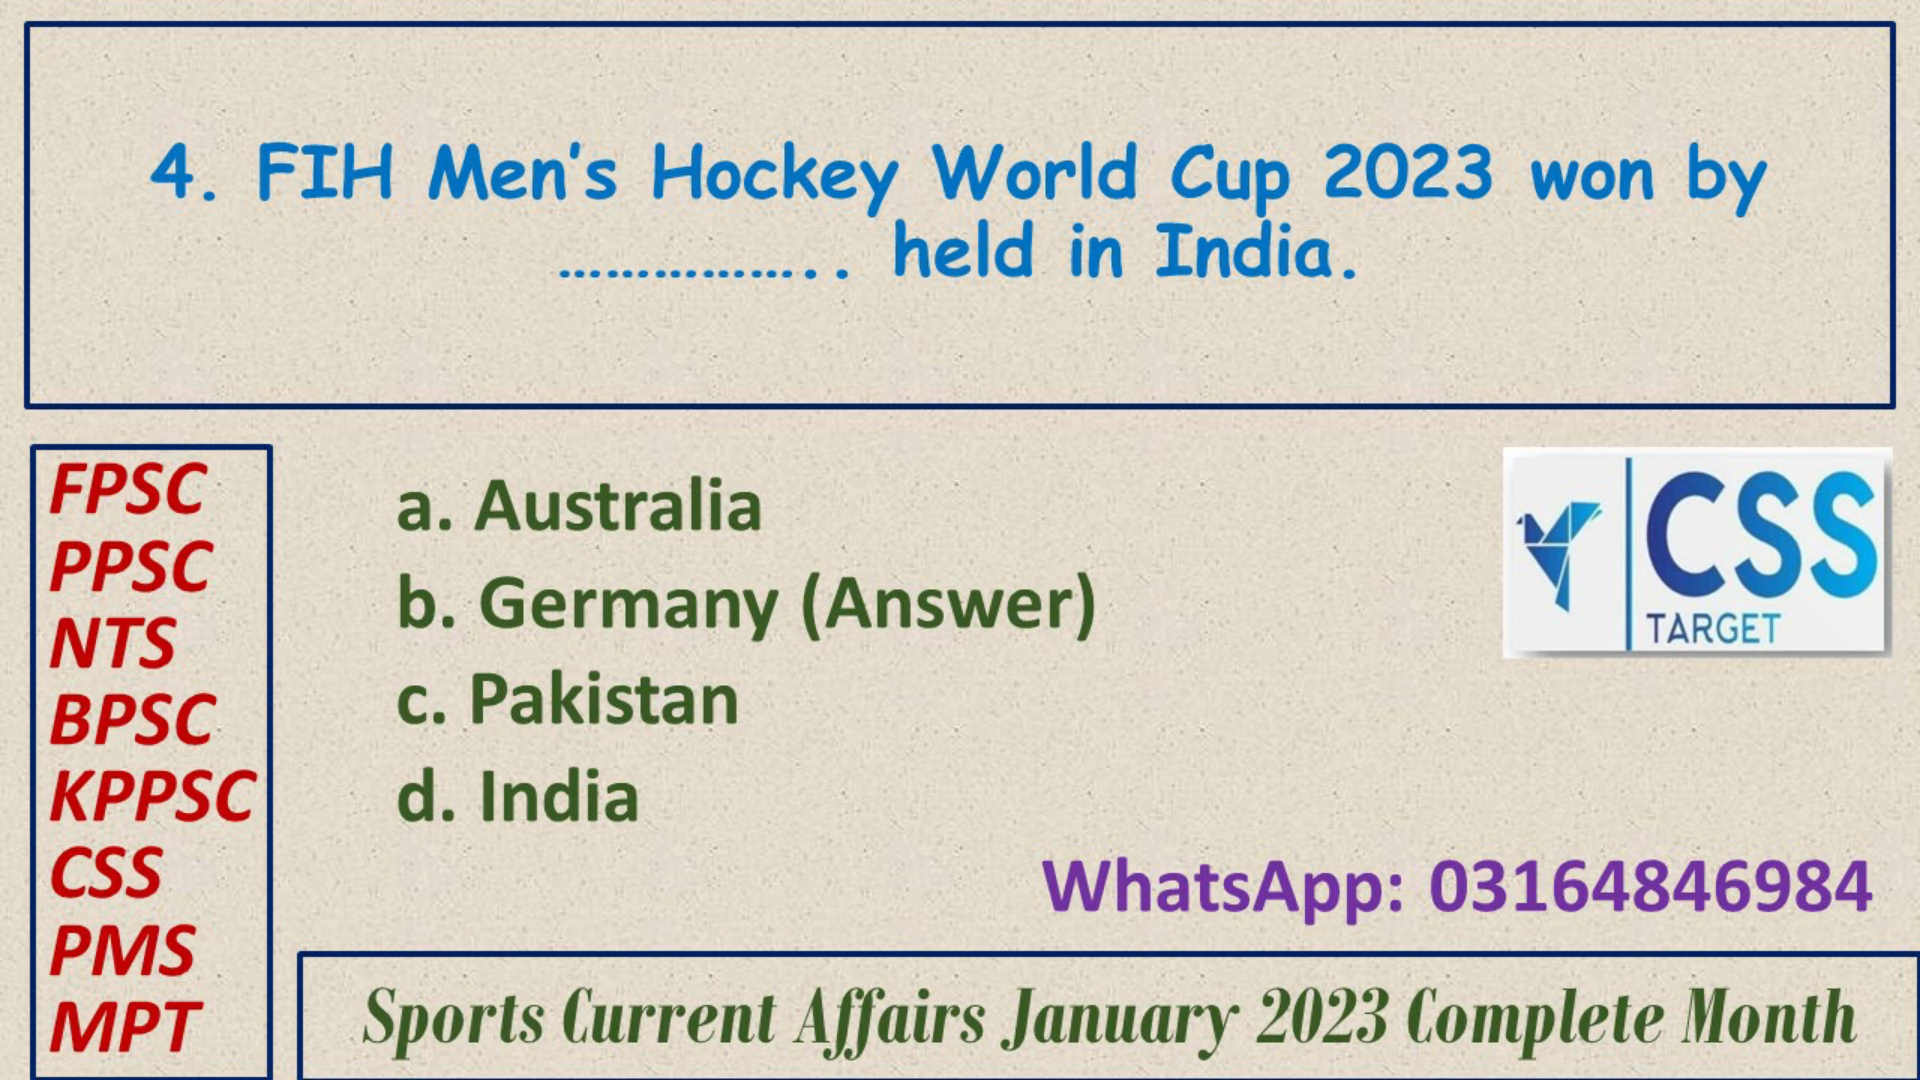 4. FIH Men's Hockey World Cup 2023 won by
…………….. held in India.
FPSC
PPSC
NTS
BPSC
KPPSC
CSS
PMS
MPT
a. Australia
b. Germany (Answer)
c. Pakistan
d. India
CSS
TARGET
WhatsApp: 03164846984
Sports Current Affairs January 2023 Complete Month